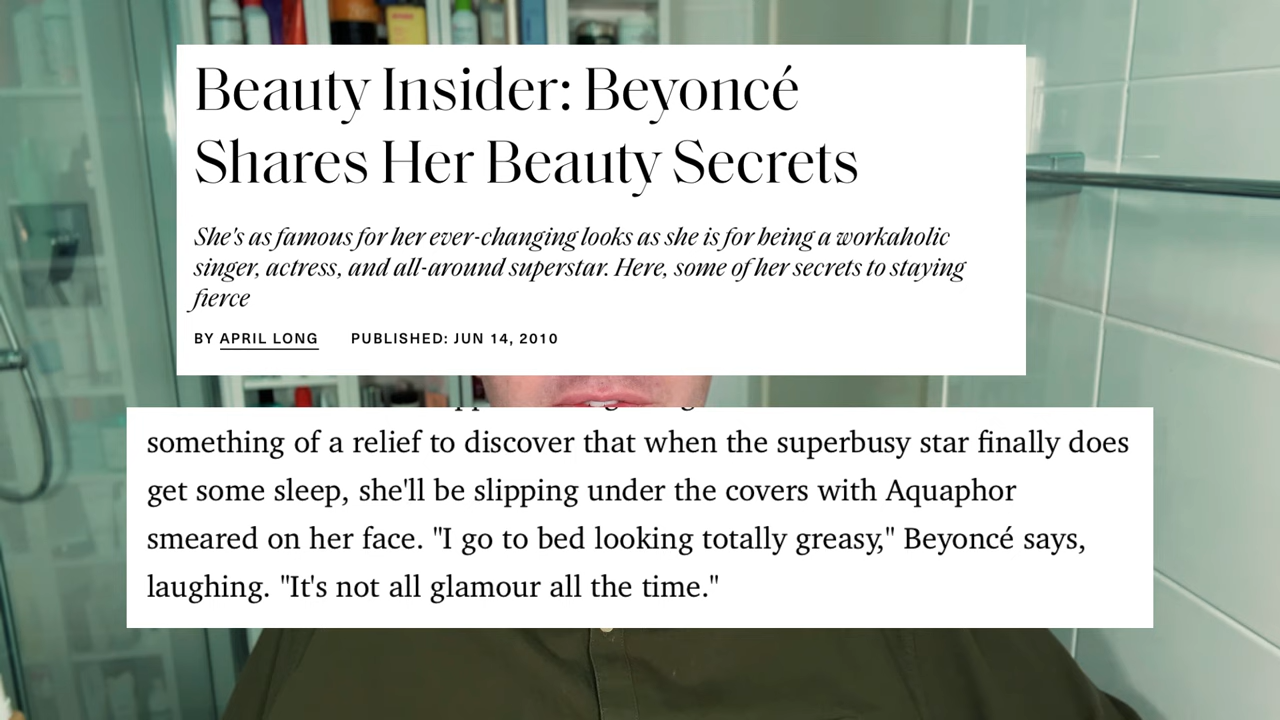 Beauty Insider: Beyoncé
Shares Her Beauty Secrets
She's as famous for her ever-changing looks as she is for being a workaholic
singer, actress, and all-around superstar. Here, some of her secrets to staying
fierce
BY APRIL LONG PUBLISHED: JUN 14, 2010
something of a relief to discover that when the superbusy star finally does
get some sleep, she'll be slipping under the covers with Aquaphor
smeared on her face. "I go to bed looking totally greasy," Beyoncé says,
laughing. "It's not all glamour all the time."